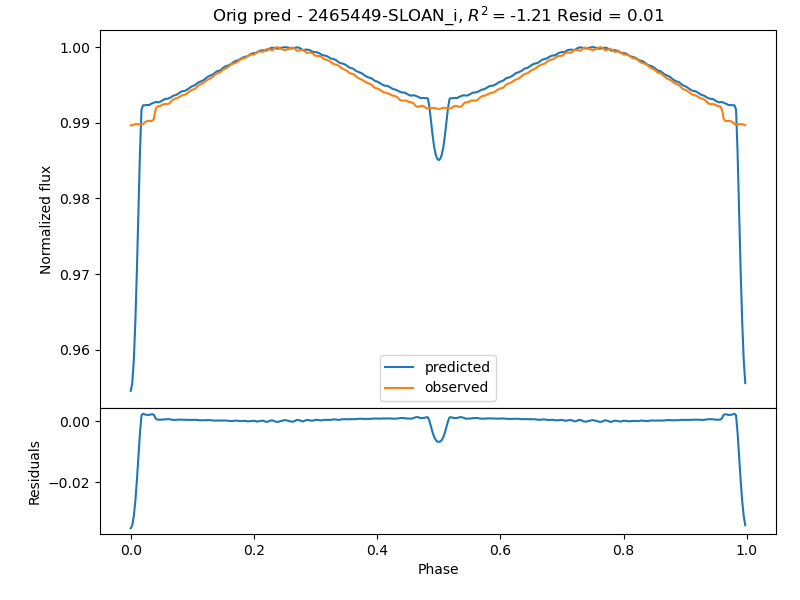 Orig pred - 2465449-SLOAN_i, $R^2 = -1.21$ Resid = 0.01
1.00
0.99
0.98
0.97
0.96
Normalized flux
predicted
observed
0.00
−0.02
Residuals
0.0 0.2 0.4 0.6 0.8 1.0
Phase